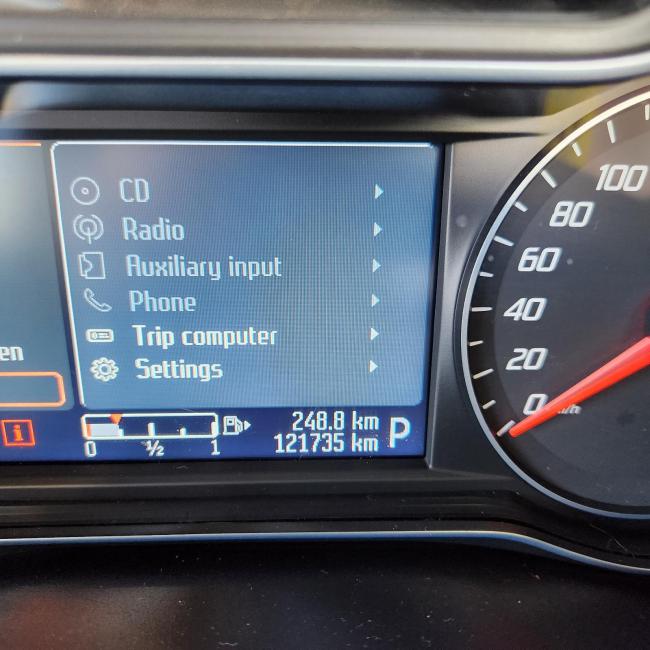 CD
Radio
Auxiliary input
Phone
Trip computer
Settings
en
i
0 ½ 1
248.8 km
121735 km
P
100
80
60
40
20
0